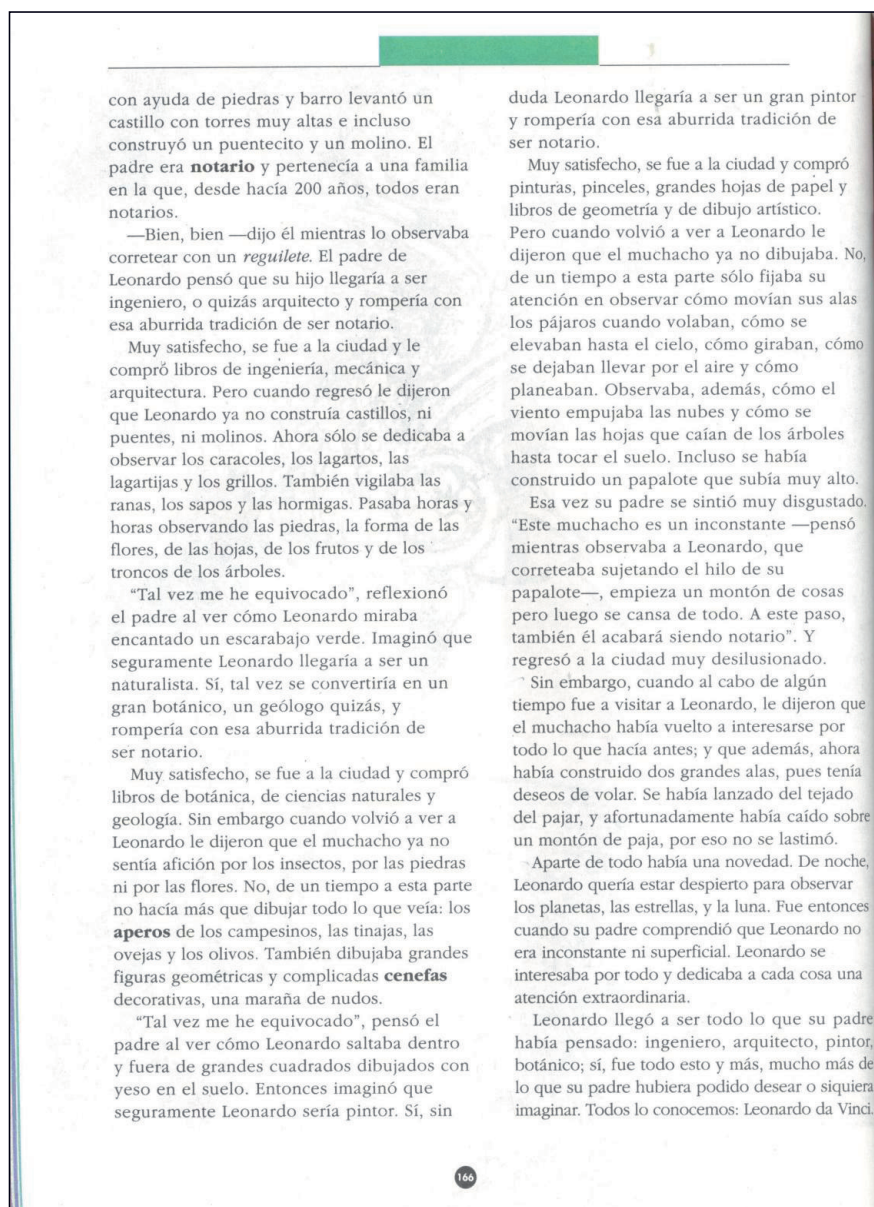 con ayuda de piedras y barro levantó un
castillo con torres muy altas e incluso
construyó un puentecito y un molino. El
padre era notario y pertenecía a una familia
en la que, desde hacía 200 años, todos eran
notarios.
—Bien, bien —dijo él mientras lo observaba
corretear con un reguilete. El padre de
Leonardo pensó que su hijo llegaría a ser
ingeniero, o quizás arquitecto y rompería con
esa aburrida tradición de ser notario.
Muy satisfecho, se fue a la ciudad y le
compró libros de ingeniería, mecánica y
arquitectura. Pero cuando regresó le dijeron
que Leonardo ya no construía castillos, ni
puentes, ni molinos. Ahora sólo se dedicaba a
observar los caracoles, los lagartos, las
lagartijas y los grillos. También vigilaba las
ranas, los sapos y las hormigas. Pasaba horas y
horas observando las piedras, la forma de las
flores, de las hojas, de los frutos y de los
troncos de los árboles.
“Tal vez me he equivocado”, reflexionó
el padre al ver cómo Leonardo miraba
encantado un escarabajo verde. Imaginó que
seguramente Leonardo llegaría a ser un
naturalista. Sí, tal vez se convertiría en un
gran botánico, un geólogo quizás, y
rompería con esa aburrida tradición de
ser notario.
Muy satisfecho, se fue a la ciudad y compró
libros de botánica, de ciencias naturales y
geología. Sin embargo cuando volvió a ver a
Leonardo le dijeron que el muchacho ya no
sentía afición por los insectos, por las piedras
ni por las flores. No, de un tiempo a esta parte
no hacía más que dibujar todo lo que veía: los
aperos de los campesinos, las tinajas, las
ovejas y los olivos. También dibujaba grandes
figuras geométricas y complicadas cenefas
decorativas, una maraña de nudos.
“Tal vez me he equivocado”, pensó el
padre al ver cómo Leonardo saltaba dentro
y fuera de grandes cuadrados dibujados con
yeso en el suelo. Entonces imaginó que
seguramente Leonardo sería pintor. Sí, sin
duda Leonardo llegaría a ser un gran pintor
y rompería con esa aburrida tradición de
ser notario.
Muy satisfecho, se fue a la ciudad y compró
pinturas, pinceles, grandes hojas de papel y
libros de geometría y de dibujo artístico.
Pero cuando volvió a ver a Leonardo le
dijeron que el muchacho ya no dibujaba. No,
de un tiempo a esta parte sólo fijaba su
atención en observar cómo movían sus alas
los pájaros cuando volaban, cómo se
elevaban hasta el cielo, cómo giraban, cómo
se dejaban llevar por el aire y cómo
planeaban. Observaba, además, cómo el
viento empujaba las nubes y cómo se
movían las hojas que caían de los árboles
hasta tocar el suelo. Incluso se había
construido un papalote que subía muy alto.
Esa vez su padre se sintió muy disgustado.
“Este muchacho es un inconstante —pensó
mientras observaba a Leonardo, que
correteaba sujetando el hilo de su
papalote—, empieza un montón de cosas
pero luego se cansa de todo. A este paso,
también él acabará siendo notario”. Y
regresó a la ciudad muy desilusionado.
Sin embargo, cuando al cabo de algún
tiempo fue a visitar a Leonardo, le dijeron que
el muchacho había vuelto a interesarse por
todo lo que hacía antes; y que además, ahora
había construido dos grandes alas, pues tenía
deseos de volar. Se había lanzado del tejado
del pajar, y afortunadamente había caído sobre
un montón de paja, por eso no se lastimó.
Aparte de todo había una novedad. De noche,
Leonardo quería estar despierto para observar
los planetas, las estrellas, y la luna. Fue entonces
cuando su padre comprendió que Leonardo no
era inconstante ni superficial. Leonardo se
interesaba por todo y dedicaba a cada cosa una
atención extraordinaria.
Leonardo llegó a ser todo lo que su padre
había pensado: ingeniero, arquitecto, pintor,
botánico; sí, fue todo esto y más, mucho más de
lo que su padre hubiera podido desear o siquiera
imaginar. Todos lo conocemos: Leonardo da Vinci.
166